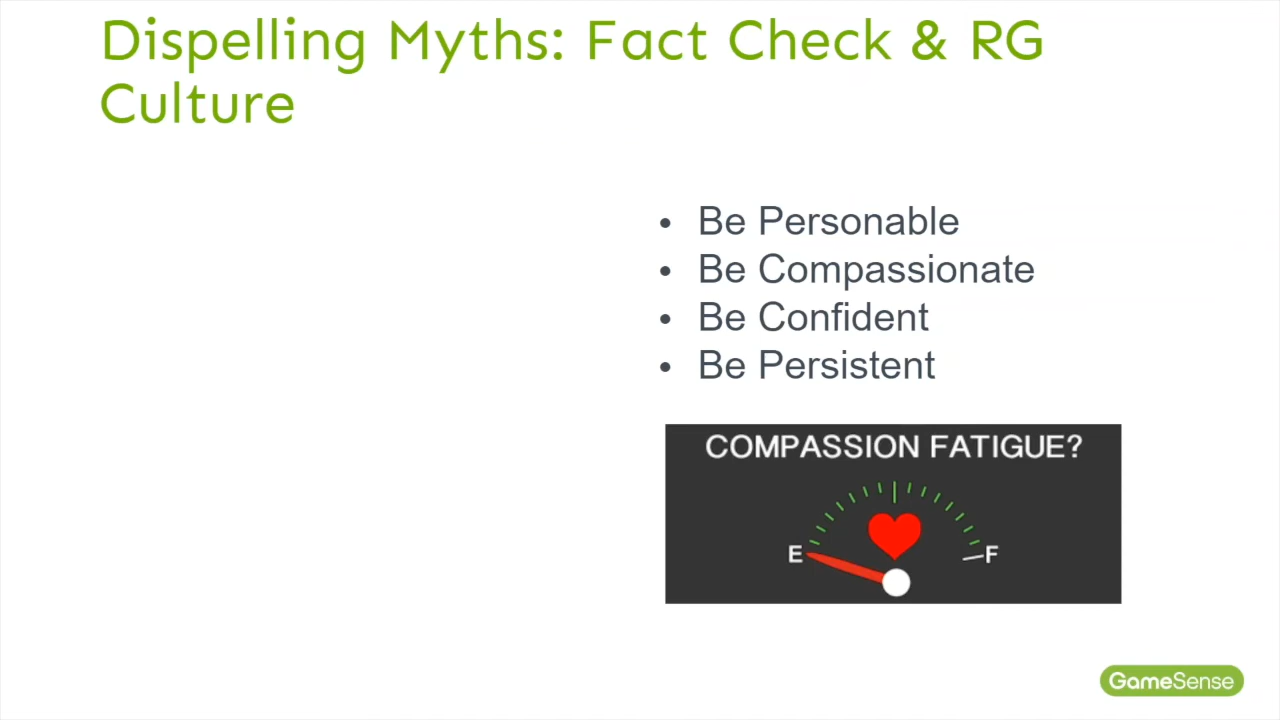 Dispelling Myths: Fact Check & RG
Culture
• Be Personable
• Be Compassionate
• Be Confident
• Be Persistent
COMPASSION FATIGUE?
E F
GameSense